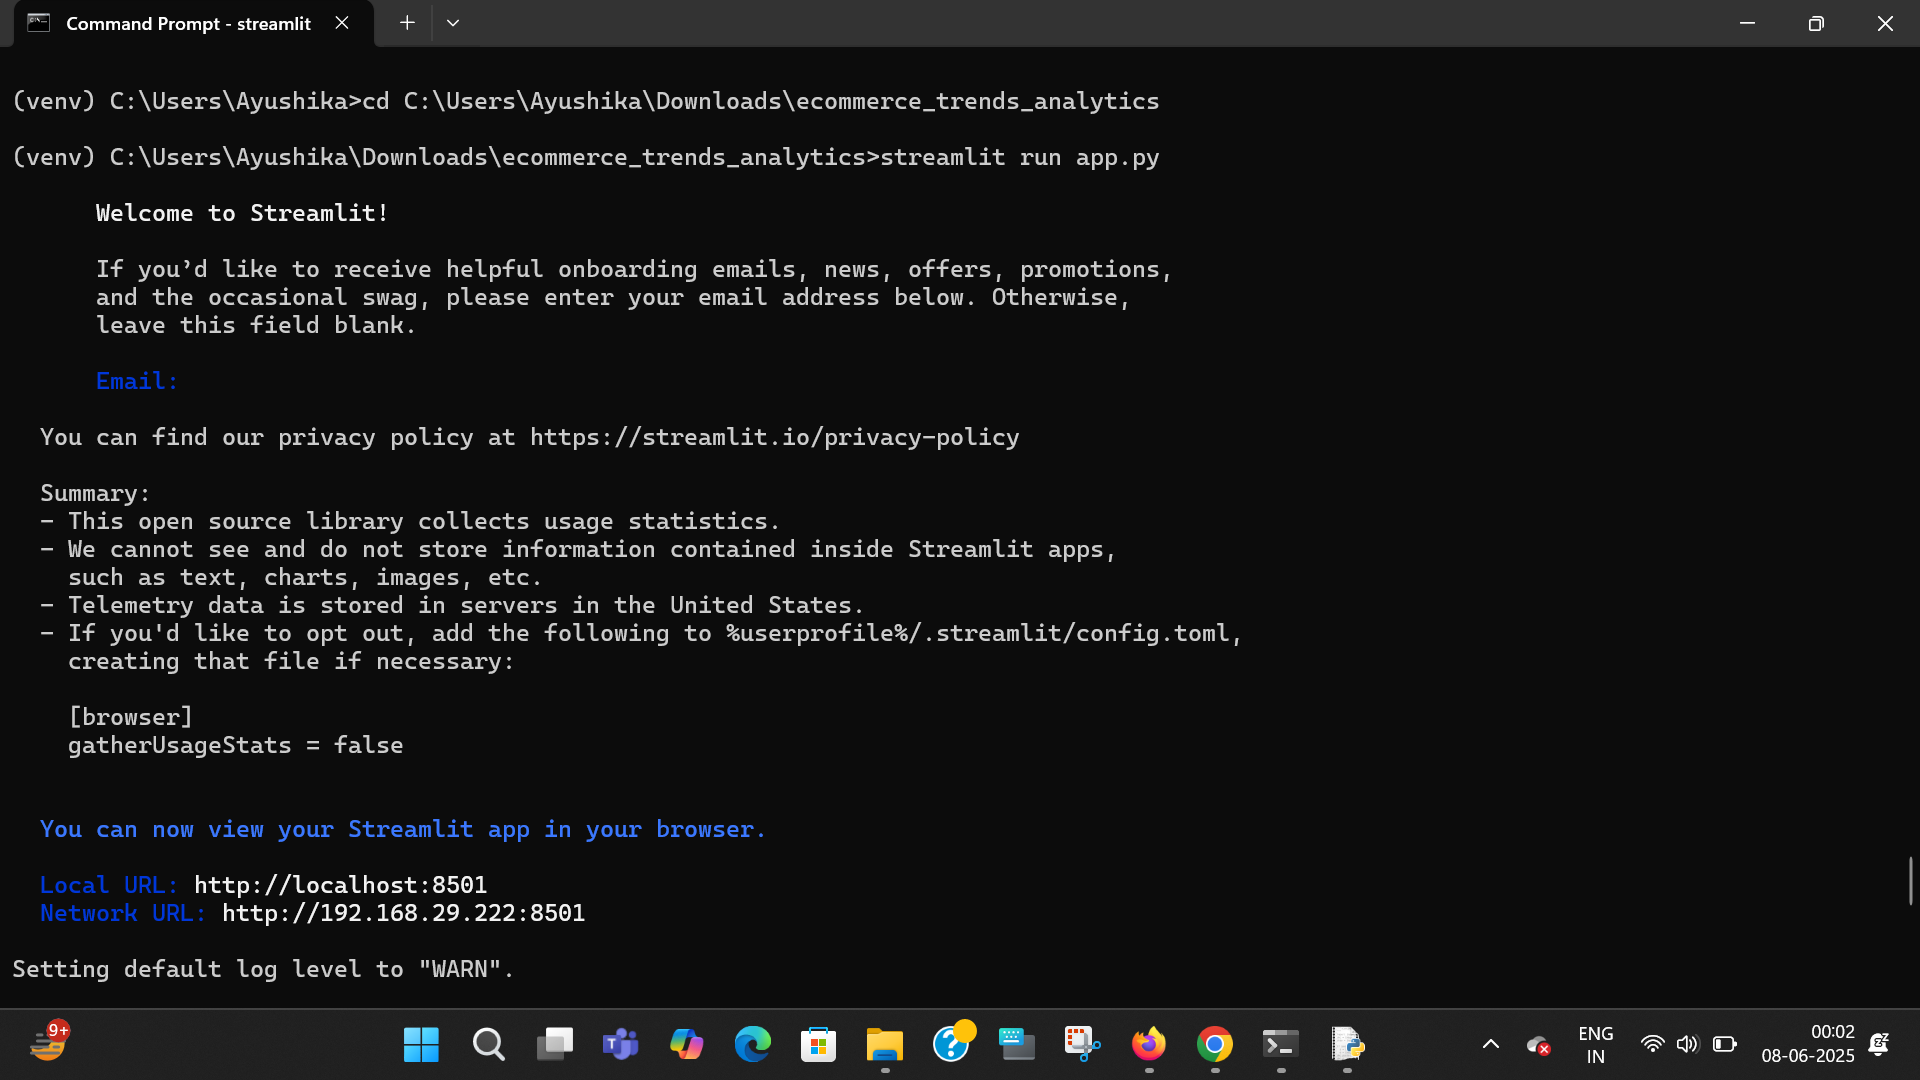 Command Prompt - streamlit
(venv) C:\Users\Ayushika>cd C:\Users\Ayushika\Downloads\ecommerce_trends_analytics
(venv) C:\Users\Ayushika\Downloads\ecommerce_trends_analytics>streamlit run app.py
Welcome to Streamlit!
If you’d like to receive helpful onboarding emails, news, offers, promotions,
and the occasional swag, please enter your email address below. Otherwise,
leave this field blank.
Email:
You can find our privacy policy at https://streamlit.io/privacy-policy
Summary:
- This open source library collects usage statistics.
- We cannot see and do not store information contained inside Streamlit apps,
such as text, charts, images, etc.
- Telemetry data is stored in servers in the United States.
- If you'd like to opt out, add the following to %userprofile%/.streamlit/config.toml,
creating that file if necessary:
[browser]
gatherUsageStats = false
You can now view your Streamlit app in your browser.
Local URL: http://localhost:8501
Network URL: http://192.168.29.222:8501
Setting default log level to "WARN".
9+
ENG
IN
00:02
08-06-2025